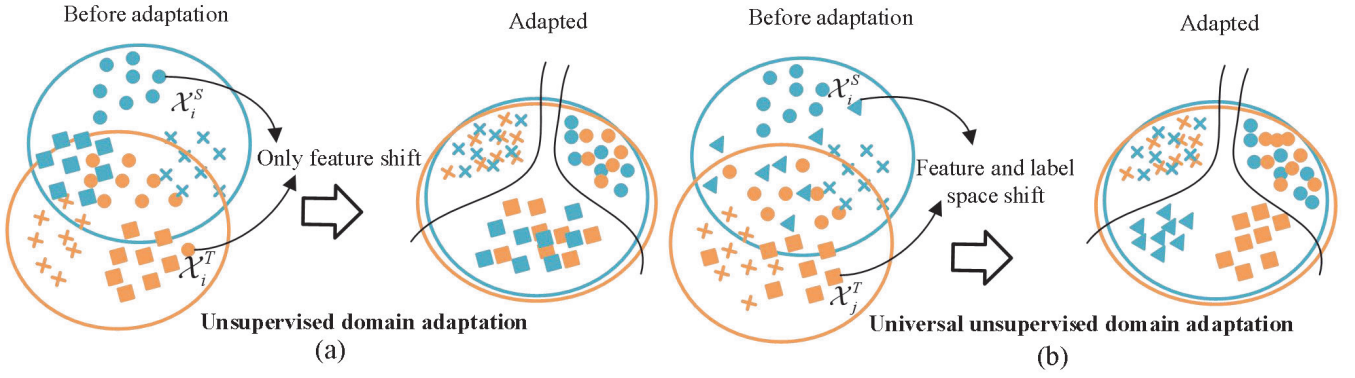 Before adaptation
Adapted
𝒳ᵢˢ
Only feature shift
𝒳ᵢᵀ
Unsupervised domain adaptation
(a)
Before adaptation
Adapted
𝒳ᵢˢ
Feature and label
space shift
𝒳ⱼᵀ
Universal unsupervised domain adaptation
(b)